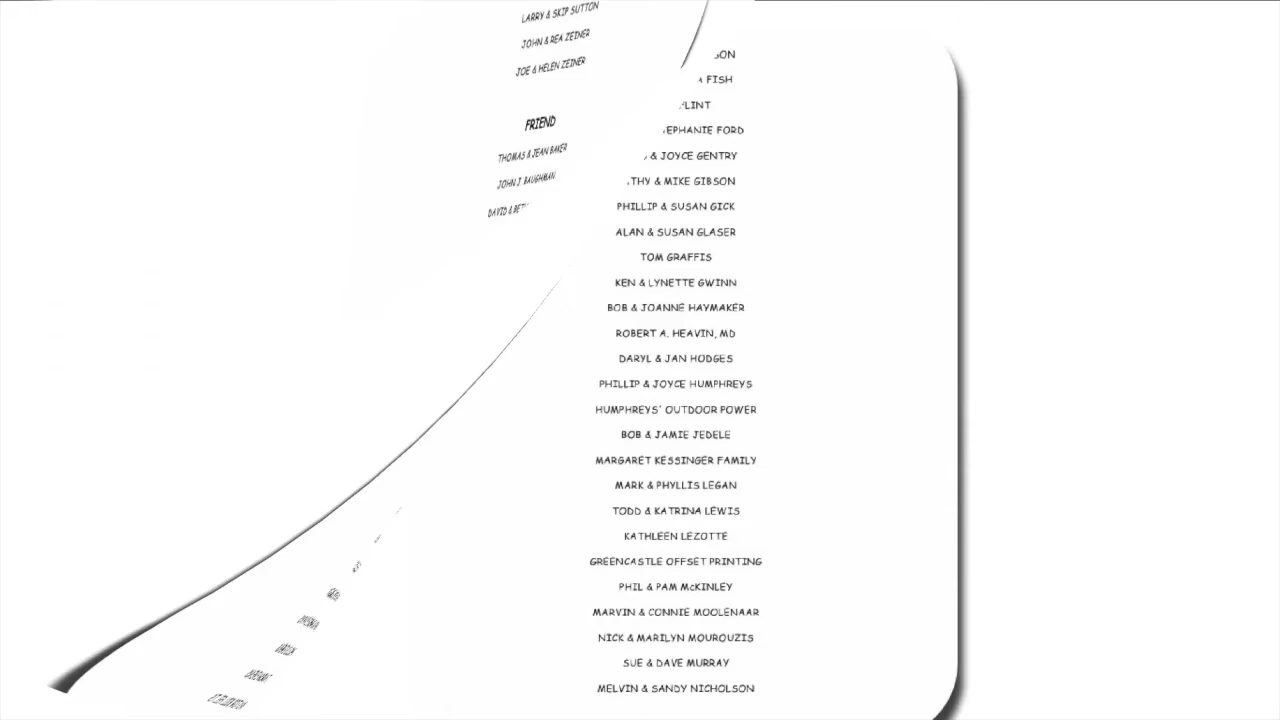 LARRY & SKIP SUTTON
JOHN & REA ZEINER
JOE & HELEN ZEINER
FRIEND
THOMAS & JEAN BAKER
JOHN J. BAUGHMAN
DAVID &
FISH
EPHANIE FORD
& JOYCE GENTRY
THY & MIKE GIBSON
PHILLIP & SUSAN GICK
ALAN & SUSAN GLASER
TOM GRAFFIS
KEN & LYNETTE GWINN
BOB & JOANNE HAYMAKER
ROBERT A. HEAVIN, MD
DARYL & JAN HODGES
PHILLIP & JOYCE HUMPHREYS
HUMPHREYS' OUTDOOR POWER
BOB & JAMIE JEDELE
MARGARET KESSINGER FAMILY
MARK & PHYLLIS LEGAN
TODD & KATRINA LEWIS
KATHLEEN LEZOTTE
GREENCASTLE OFFSET PRINTING
PHIL & PAM McKINLEY
MARVIN & CONNIE MOOLENAAR
NICK & MARILYN MOUROUZIS
SUE & DAVE MURRAY
MELVIN & SANDY NICHOLSON